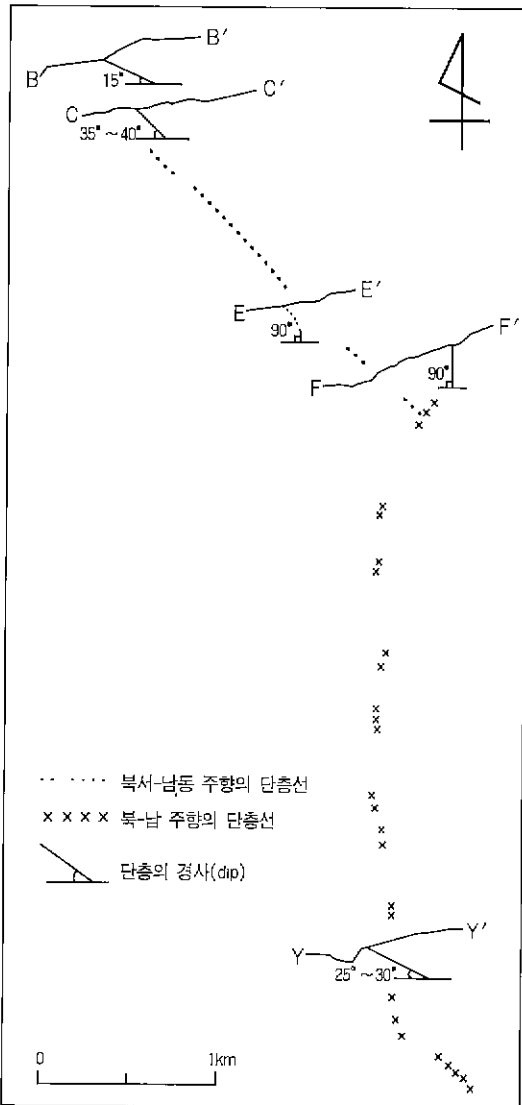 B B′
15°
C C′
35° ~ 40°
E E′
90°
F F′
90°
북서-남동 주향의 단층선
× × × × 북-남 주향의 단층선
단층의 경사(dip)
Y Y′
25° ~ 30°
0 1km